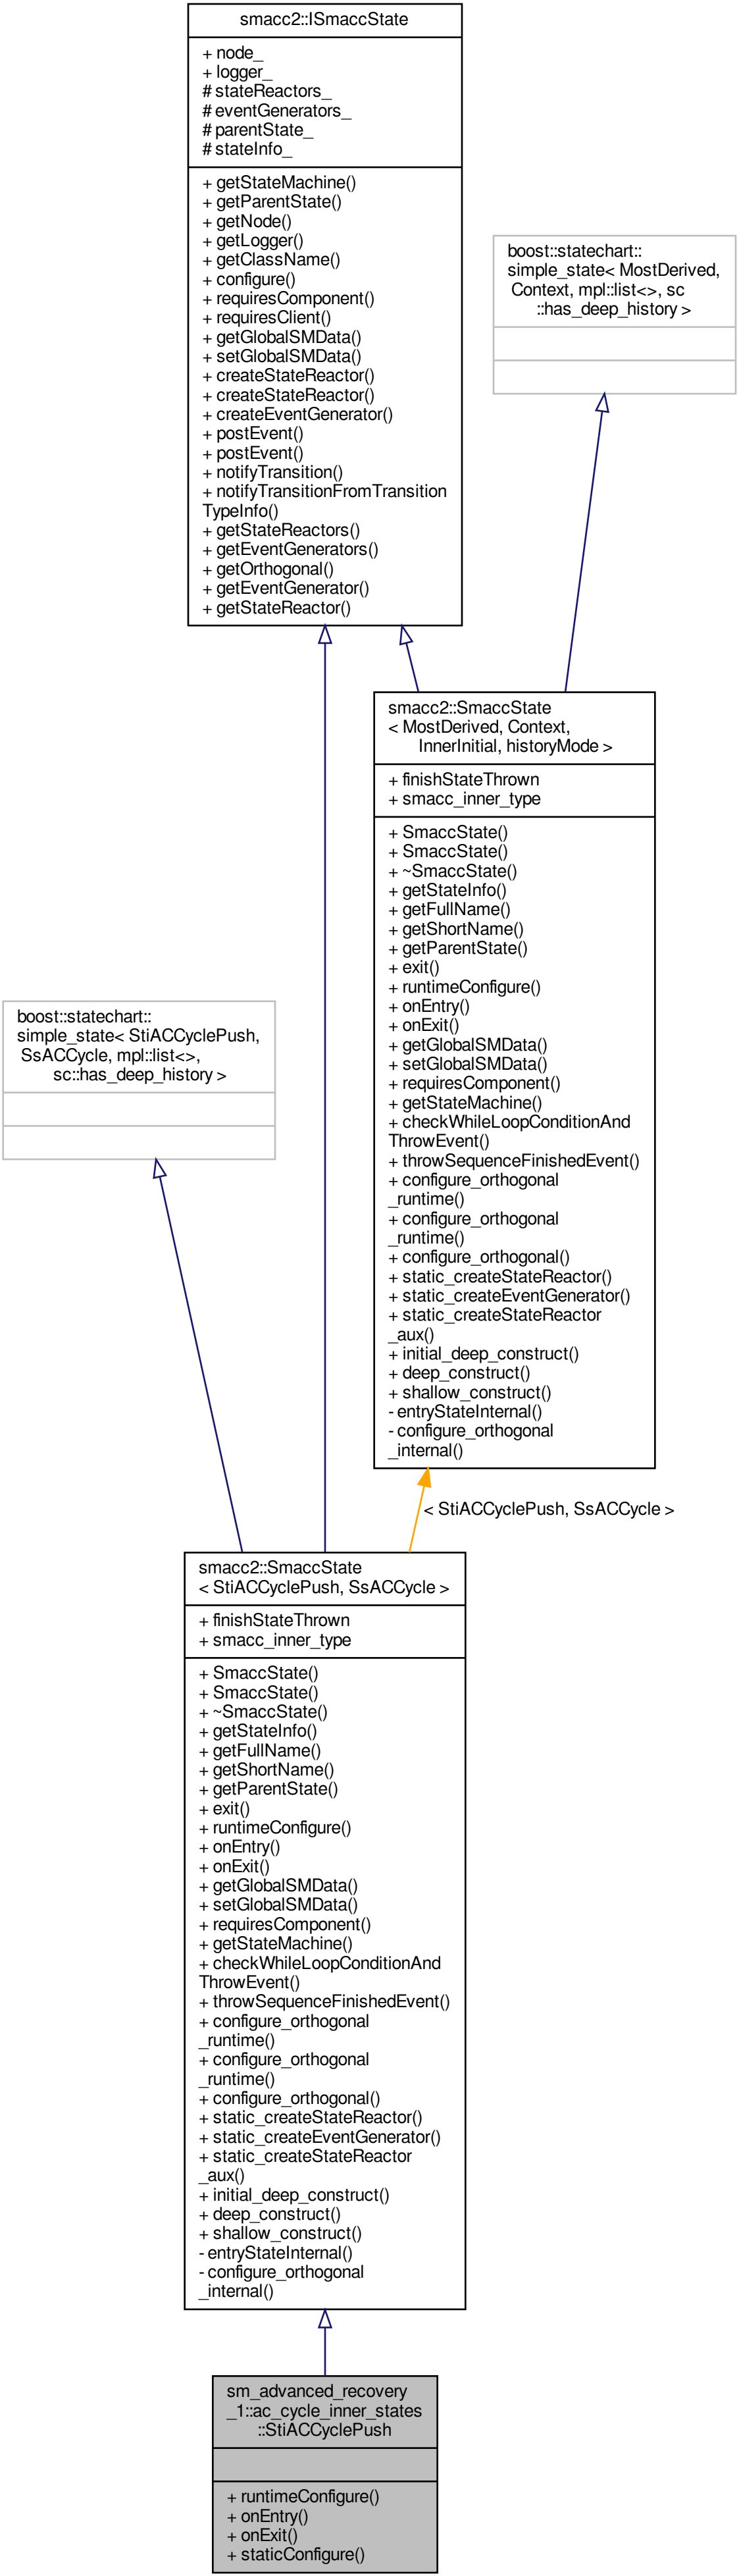 smacc2::ISmaccState
+ node_
+ logger_
# stateReactors_
# eventGenerators_
# parentState_
# stateInfo_
+ getStateMachine()
+ getParentState()
+ getNode()
+ getLogger()
+ getClassName()
+ configure()
+ requiresComponent()
+ requiresClient()
+ getGlobalSMData()
+ setGlobalSMData()
+ createStateReactor()
+ createStateReactor()
+ createEventGenerator()
+ postEvent()
+ postEvent()
+ notifyTransition()
+ notifyTransitionFromTransition
TypeInfo()
+ getStateReactors()
+ getEventGenerators()
+ getOrthogonal()
+ getEventGenerator()
+ getStateReactor()
boost::statechart::
simple_state< MostDerived,
Context, mpl::list<>, sc
::has_deep_history >
smacc2::SmaccState
< MostDerived, Context,
InnerInitial, historyMode >
+ finishStateThrown
+ smacc_inner_type
+ SmaccState()
+ SmaccState()
+ ~SmaccState()
+ getStateInfo()
+ getFullName()
+ getShortName()
+ getParentState()
+ exit()
+ runtimeConfigure()
+ onEntry()
+ onExit()
+ getGlobalSMData()
+ setGlobalSMData()
+ requiresComponent()
+ getStateMachine()
+ checkWhileLoopConditionAnd
ThrowEvent()
+ throwSequenceFinishedEvent()
+ configure_orthogonal
_runtime()
+ configure_orthogonal
_runtime()
+ configure_orthogonal()
+ static_createStateReactor()
+ static_createEventGenerator()
+ static_createStateReactor
_aux()
+ initial_deep_construct()
+ deep_construct()
+ shallow_construct()
- entryStateInternal()
- configure_orthogonal
_internal()
boost::statechart::
simple_state< StiACCyclePush,
SsACCycle, mpl::list<>,
sc::has_deep_history >
< StiACCyclePush, SsACCycle >
smacc2::SmaccState
< StiACCyclePush, SsACCycle >
+ finishStateThrown
+ smacc_inner_type
+ SmaccState()
+ SmaccState()
+ ~SmaccState()
+ getStateInfo()
+ getFullName()
+ getShortName()
+ getParentState()
+ exit()
+ runtimeConfigure()
+ onEntry()
+ onExit()
+ getGlobalSMData()
+ setGlobalSMData()
+ requiresComponent()
+ getStateMachine()
+ checkWhileLoopConditionAnd
ThrowEvent()
+ throwSequenceFinishedEvent()
+ configure_orthogonal
_runtime()
+ configure_orthogonal
_runtime()
+ configure_orthogonal()
+ static_createStateReactor()
+ static_createEventGenerator()
+ static_createStateReactor
_aux()
+ initial_deep_construct()
+ deep_construct()
+ shallow_construct()
- entryStateInternal()
- configure_orthogonal
_internal()
sm_advanced_recovery
_1::ac_cycle_inner_states
::StiACCyclePush
+ runtimeConfigure()
+ onEntry()
+ onExit()
+ staticConfigure()